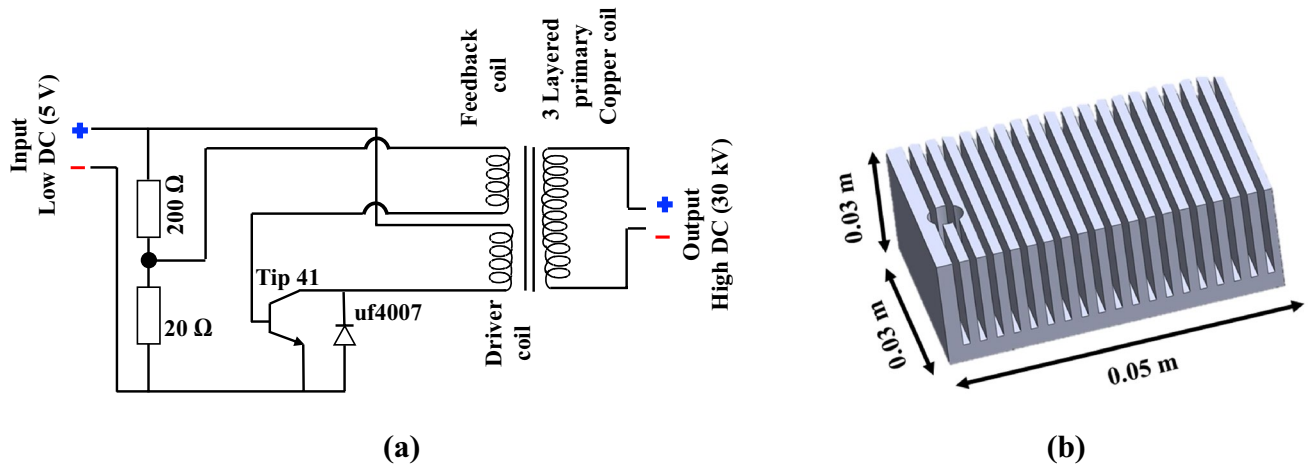 Input
Low DC (5 V)
+
−
200 Ω
20 Ω
Tip 41
uf4007
Feedback
coil
Driver
coil
3 Layered
primary
Copper coil
+
−
Output
High DC (30 kV)
(a)
0.03 m
0.03 m
0.05 m
(b)